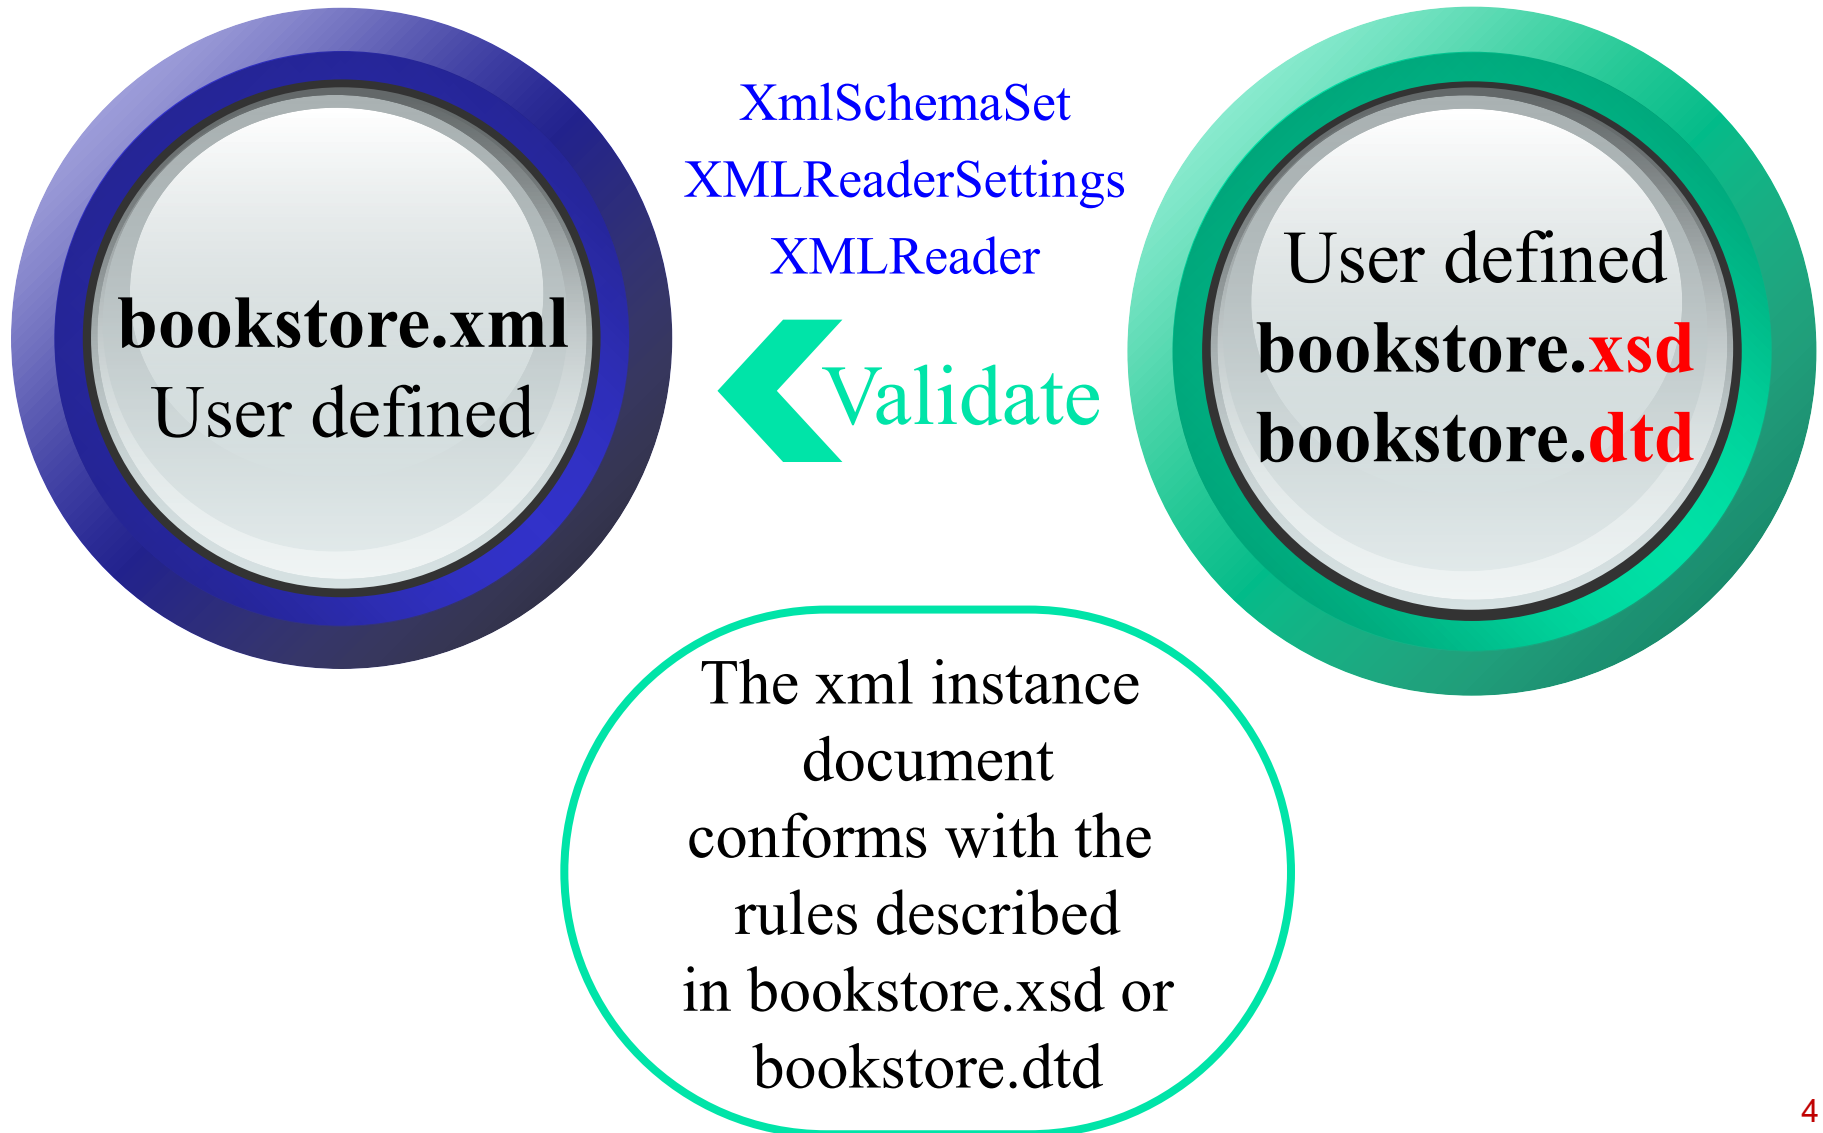 bookstore.xml
User defined
XmlSchemaSet
XMLReaderSettings
XMLReader
Validate
User defined
bookstore.xsd
bookstore.dtd
The xml instance
document
conforms with the
rules described
in bookstore.xsd or
bookstore.dtd
4